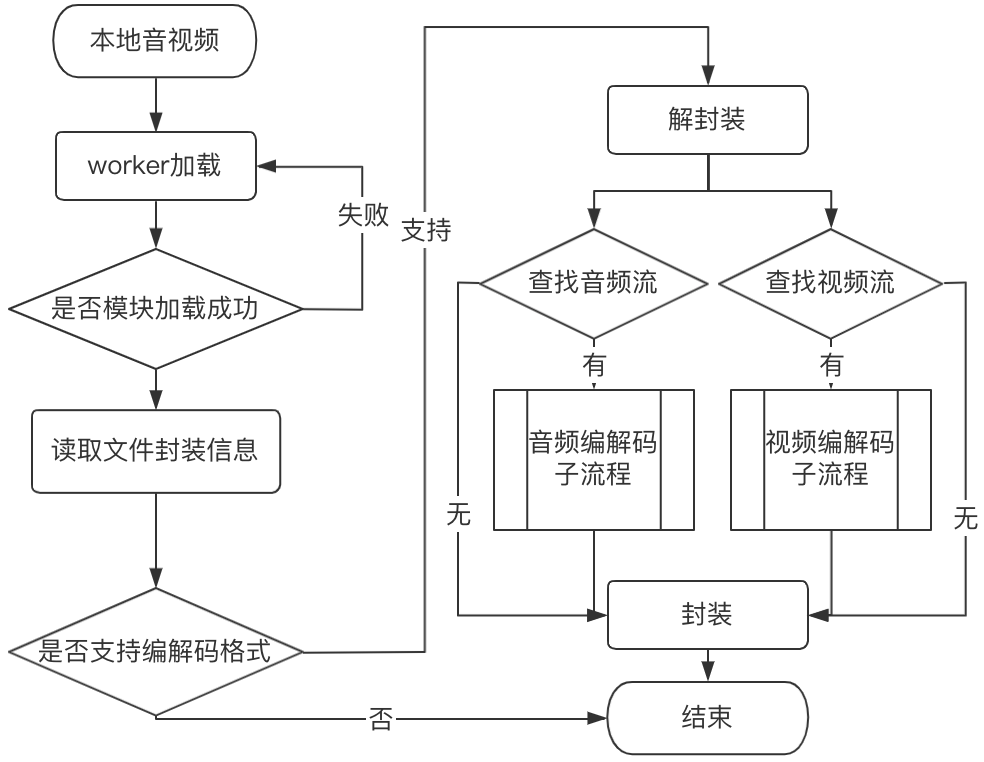 本地音视频
worker加载
失败
是否模块加载成功
读取文件封装信息
是否支持编解码格式
支持
否
解封装
查找音频流
查找视频流
有
有
音频编解码
子流程
视频编解码
子流程
无
无
封装
结束